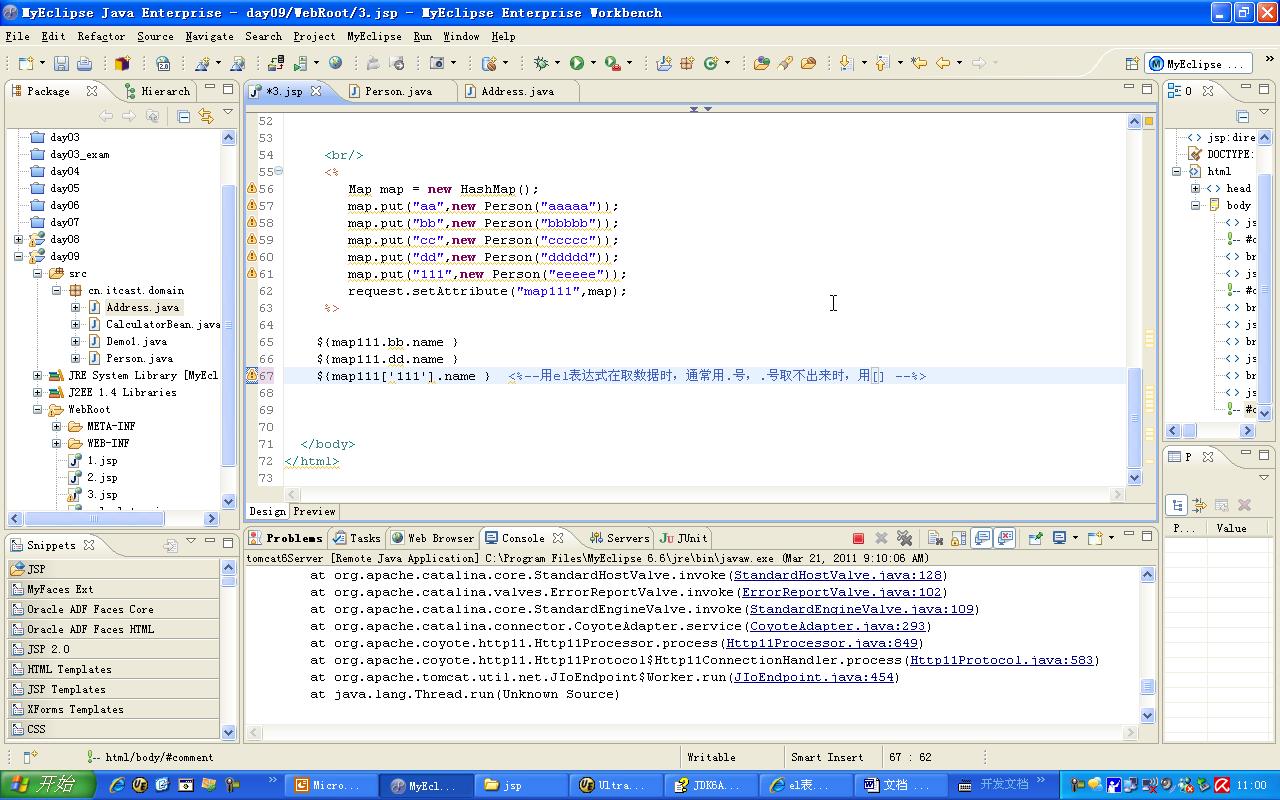 MyEclipse Java Enterprise - day09/WebRoot/3.jsp - MyEclipse Enterprise Workbench
File Edit Refactor Source Navigate Search Project MyEclipse Run Window Help
MyEclipse ...
Package
Hierarch
*3.jsp
Person.java
Address.java
O
day03
day03_exam
day04
day05
day06
day07
day08
day09
src
cn.itcast.domain
Address.java
CalculatorBean.java
Demo1.java
Person.java
JRE System Library [MyEcl
J2EE 1.4 Libraries
WebRoot
META-INF
WEB-INF
1.jsp
2.jsp
3.jsp
52
53
54 <br/>
55 <%
56 Map map = new HashMap();
57 map.put("aa",new Person("aaaaa"));
58 map.put("bb",new Person("bbbbb"));
59 map.put("cc",new Person("ccccc"));
60 map.put("dd",new Person("ddddd"));
61 map.put("111",new Person("eeeee"));
62 request.setAttribute("map111",map);
63 %>
64
65 ${map111.bb.name }
66 ${map111.dd.name }
67 ${map111['111'].name } <%--用el表达式在取数据时，通常用.号，.号取不出来时，用[] --%>
68
69
70
71 </body>
72 </html>
73
Design Preview
jsp:dire
DOCTYPE:
html
head
body
js
#c
br
js
#c
br
js
br
js
br
js
#c
P
P... Value
Snippets
JSP
MyFaces Ext
Oracle ADF Faces Core
Oracle ADF Faces HTML
JSP 2.0
HTML Templates
JSP Templates
XForms Templates
CSS
Problems Tasks Web Browser Console Servers JUnit
tomcat6Server [Remote Java Application] C:\Program Files\MyEclipse 6.6\jre\bin\javaw.exe (Mar 21, 2011 9:10:06 AM)
at org.apache.catalina.core.StandardHostValve.invoke(StandardHostValve.java:128)
at org.apache.catalina.valves.ErrorReportValve.invoke(ErrorReportValve.java:102)
at org.apache.catalina.core.StandardEngineValve.invoke(StandardEngineValve.java:109)
at org.apache.catalina.connector.CoyoteAdapter.service(CoyoteAdapter.java:293)
at org.apache.coyote.http11.Http11Processor.process(Http11Processor.java:849)
at org.apache.coyote.http11.Http11Protocol$Http11ConnectionHandler.process(Http11Protocol.java:583)
at org.apache.tomcat.util.net.JIoEndpoint$Worker.run(JIoEndpoint.java:454)
at java.lang.Thread.run(Unknown Source)
html/body/#comment
Writable
Smart Insert
67 : 62
开始
Micro...
MyEcl...
jsp
Ultra...
JDK6A...
el表...
文档 ...
开发文档
11:00